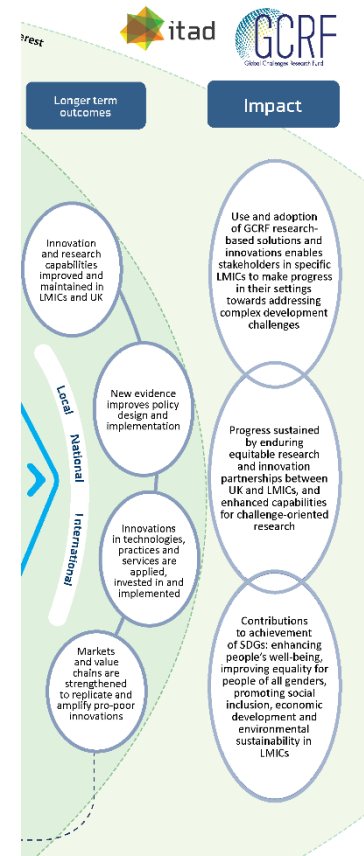 itad
GCRF
Global Challenges Research Fund
erest
Longer term
outcomes
Impact
Innovation
and research
capabilities
improved and
maintained in
LMICs and UK
New evidence
improves policy
design and
implementation
Innovations
in technologies,
practices and
services are
applied,
invested in and
implemented
Markets
and value
chains are
strengthened
to replicate and
amplify pro-poor
innovations
Local
National
International
Use and adoption
of GCRF research-
based solutions and
innovations enables
stakeholders in specific
LMICs to make progress
in their settings
towards addressing
complex development
challenges
Progress sustained
by enduring
equitable research
and innovation
partnerships between
UK and LMICs, and
enhanced capabilities
for challenge-oriented
research
Contributions
to achievement
of SDGs: enhancing
people's well-being,
improving equality for
people of all genders,
promoting social
inclusion, economic
development and
environmental
sustainability in
LMICs